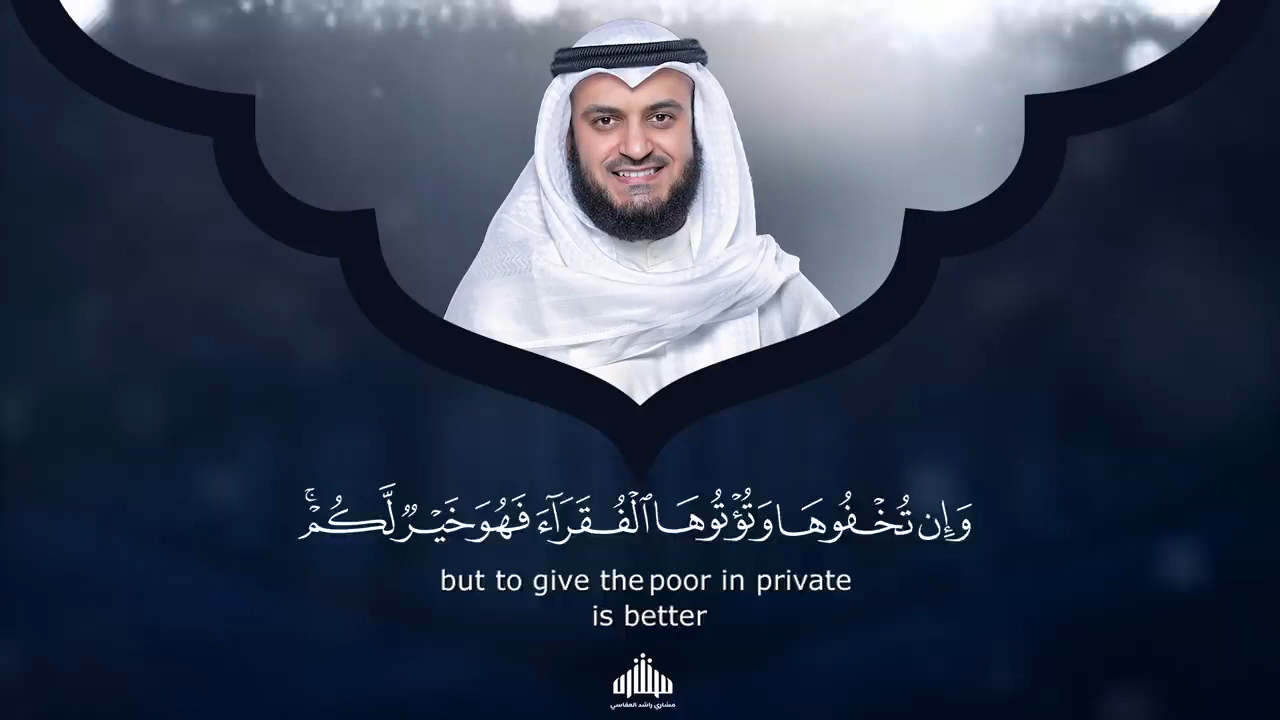 وَإِن تُخْفُوهَا وَتُؤْتُوهَا ٱلْفُقَرَآءَ فَهُوَ خَيْرٌ لَّكُمْ ۚ
but to give the poor in private
is better
مشاري راشد العفاسي